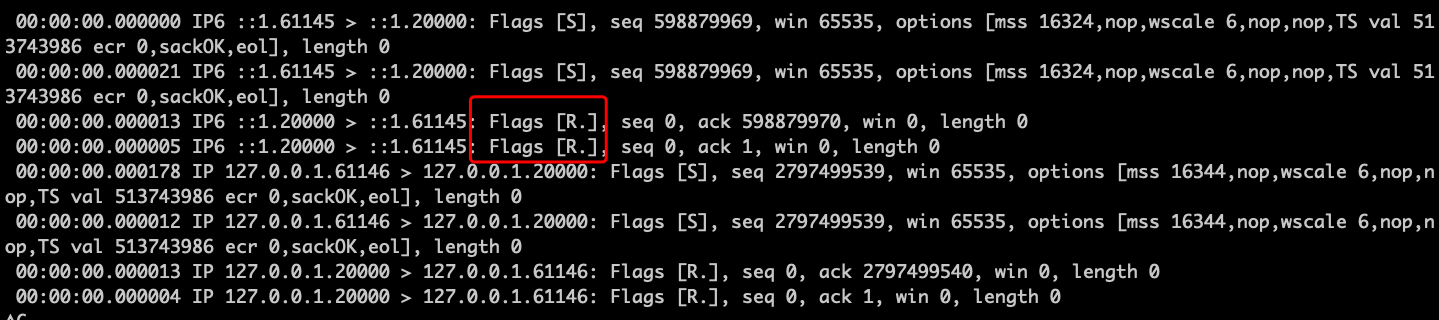 00:00:00.000000 IP6 ::1.61145 > ::1.20000: Flags [S], seq 598879969, win 65535, options [mss 16324,nop,wscale 6,nop,nop,TS val 51
3743986 ecr 0,sackOK,eol], length 0
00:00:00.000021 IP6 ::1.61145 > ::1.20000: Flags [S], seq 598879969, win 65535, options [mss 16324,nop,wscale 6,nop,nop,TS val 51
3743986 ecr 0,sackOK,eol], length 0
00:00:00.000013 IP6 ::1.20000 > ::1.61145: Flags [R.], seq 0, ack 598879970, win 0, length 0
00:00:00.000005 IP6 ::1.20000 > ::1.61145: Flags [R.], seq 0, ack 1, win 0, length 0
00:00:00.000178 IP 127.0.0.1.61146 > 127.0.0.1.20000: Flags [S], seq 2797499539, win 65535, options [mss 16344,nop,wscale 6,nop,n
op,TS val 513743986 ecr 0,sackOK,eol], length 0
00:00:00.000012 IP 127.0.0.1.61146 > 127.0.0.1.20000: Flags [S], seq 2797499539, win 65535, options [mss 16344,nop,wscale 6,nop,n
op,TS val 513743986 ecr 0,sackOK,eol], length 0
00:00:00.000013 IP 127.0.0.1.20000 > 127.0.0.1.61146: Flags [R.], seq 0, ack 2797499540, win 0, length 0
00:00:00.000004 IP 127.0.0.1.20000 > 127.0.0.1.61146: Flags [R.], seq 0, ack 1, win 0, length 0